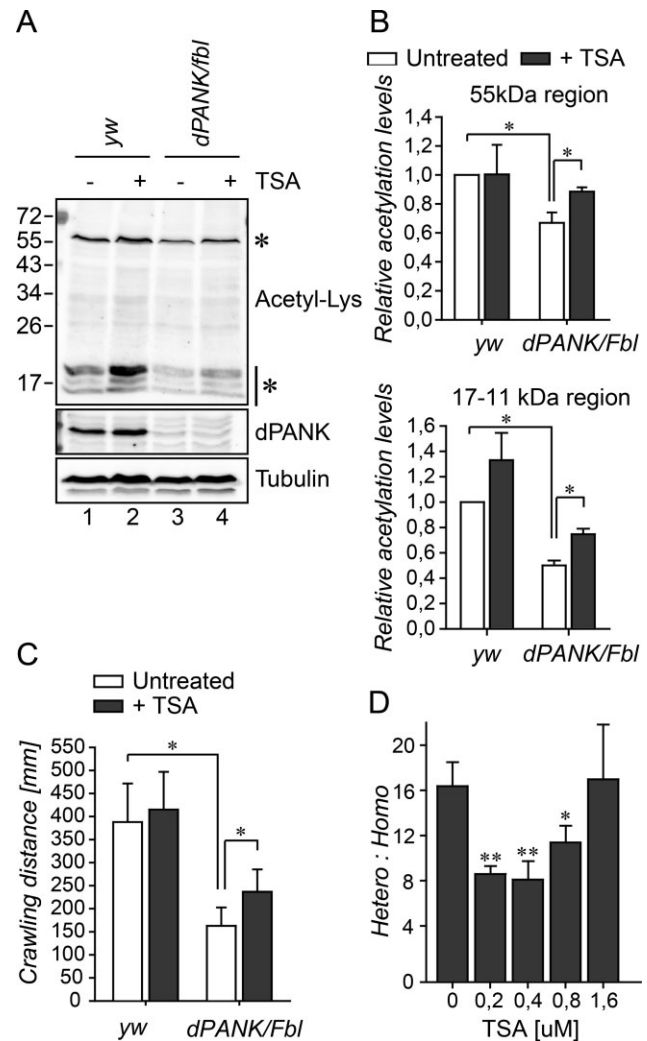 A
yw
dPANK/fbl
- + - + TSA
72
55
43
34
26
17
*
Acetyl-Lys
*
dPANK
Tubulin
1 2 3 4
B
Untreated + TSA
55kDa region
Relative acetylation levels
1,2
1,0
0,8
0,6
0,4
0,2
0,0
*
*
yw dPANK/Fbl
17-11 kDa region
Relative acetylation levels
1,6
1,4
1,2
1,0
0,8
0,6
0,4
0,2
0,0
*
*
yw dPANK/Fbl
C
Untreated
+ TSA
Crawling distance [mm]
550
500
450
400
350
300
250
200
150
100
50
0
*
*
yw dPANK/Fbl
D
Hetero : Homo
20
16
12
8
4
0
** ** *
0 0,2 0,4 0,8 1,6
TSA [uM]